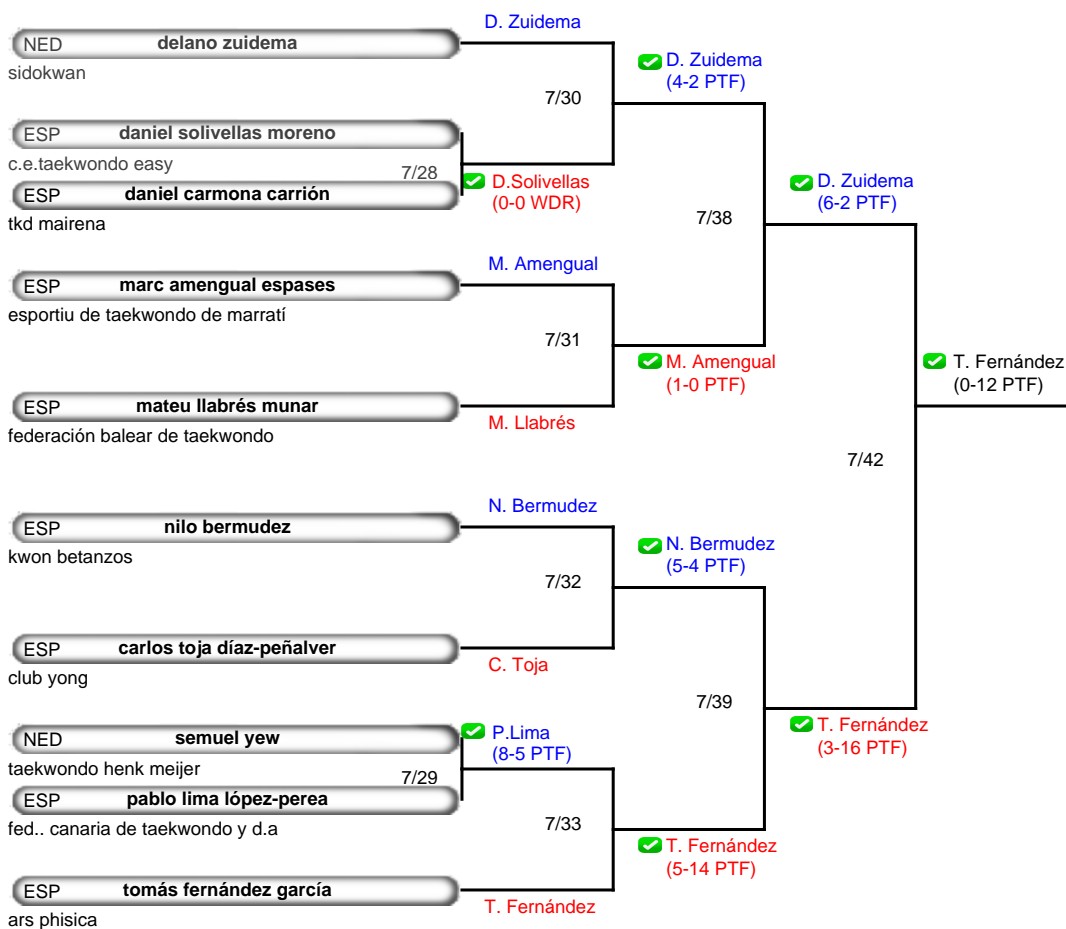 D. Zuidema
NED delano zuidema
sidokwan
D. Zuidema
(4-2 PTF)
7/30
ESP daniel solivellas moreno
c.e.taekwondo easy
7/28
ESP daniel carmona carrión
tkd mairena
D.Solivellas
(0-0 WDR)
D. Zuidema
(6-2 PTF)
7/38
M. Amengual
ESP marc amengual espases
esportiu de taekwondo de marratí
7/31
M. Amengual
(1-0 PTF)
T. Fernández
(0-12 PTF)
ESP mateu llabrés munar
federación balear de taekwondo
M. Llabrés
7/42
N. Bermudez
ESP nilo bermudez
kwon betanzos
N. Bermudez
(5-4 PTF)
7/32
ESP carlos toja díaz-peñalver
club yong
C. Toja
7/39
NED semuel yew
taekwondo henk meijer
P.Lima
(8-5 PTF)
T. Fernández
(3-16 PTF)
7/29
ESP pablo lima lópez-perea
fed.. canaria de taekwondo y d.a
7/33
T. Fernández
(5-14 PTF)
ESP tomás fernández garcía
ars phisica
T. Fernández